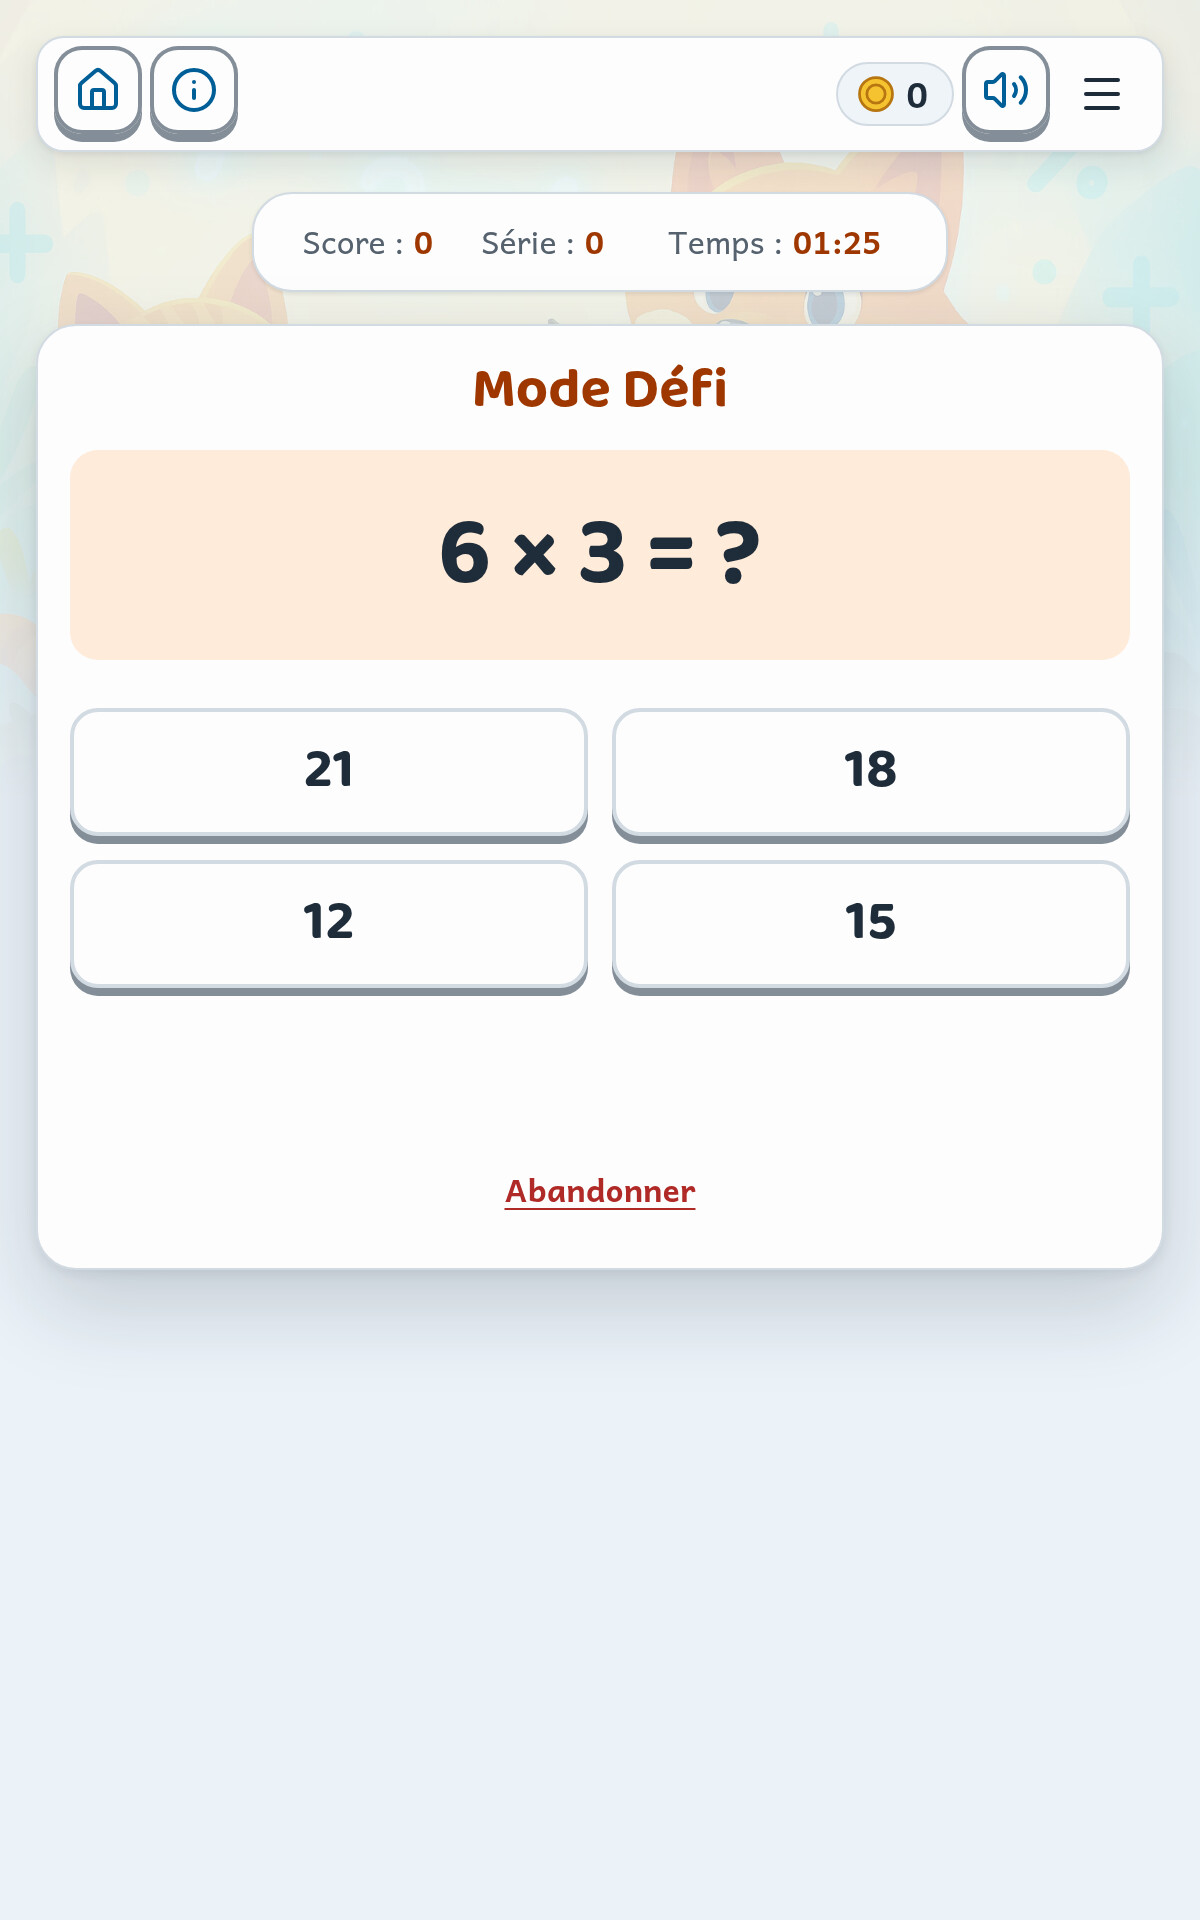 0
Score : 0 Série : 0 Temps : 01:25
Mode Défi
6 × 3 = ?
21 18
12 15
Abandonner